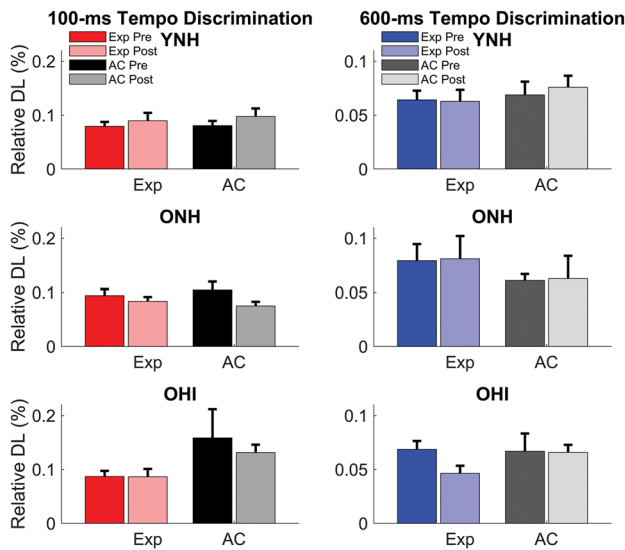 100-ms Tempo Discrimination
YNH
Exp Pre
Exp Post
AC Pre
AC Post
Relative DL (%)
0.2
0.1
0
Exp
AC
600-ms Tempo Discrimination
YNH
Exp Pre
Exp Post
AC Pre
AC Post
0.1
0.05
0
Exp
AC
ONH
Relative DL (%)
0.2
0.1
0
Exp
AC
ONH
0.1
0.05
0
Exp
AC
OHI
Relative DL (%)
0.2
0.1
0
Exp
AC
OHI
0.1
0.05
0
Exp
AC